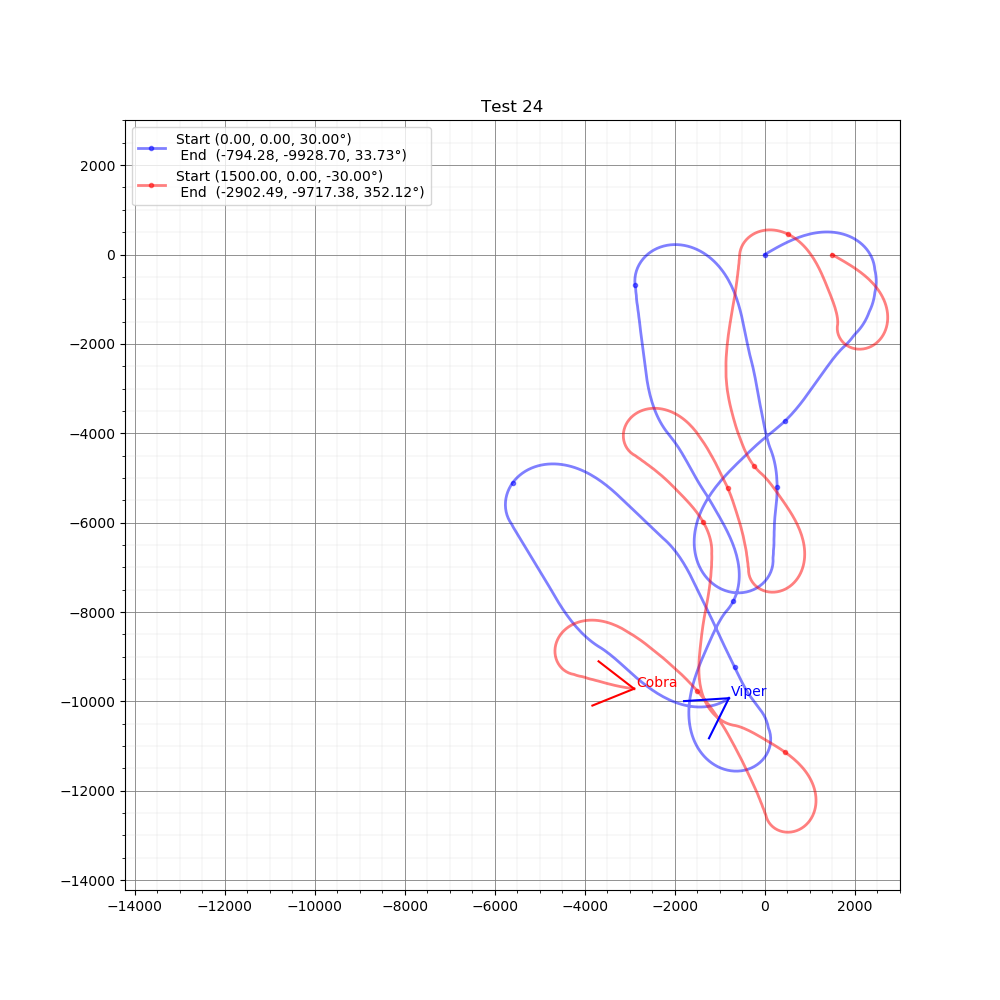 Test 24
Start (0.00, 0.00, 30.00°)
End  (-794.28, -9928.70, 33.73°)
Start (1500.00, 0.00, -30.00°)
End  (-2902.49, -9717.38, 352.12°)
2000
0
−2000
−4000
−6000
−8000
−10000
−12000
−14000
Cobra
Viper
−14000 −12000 −10000 −8000 −6000 −4000 −2000 0 2000